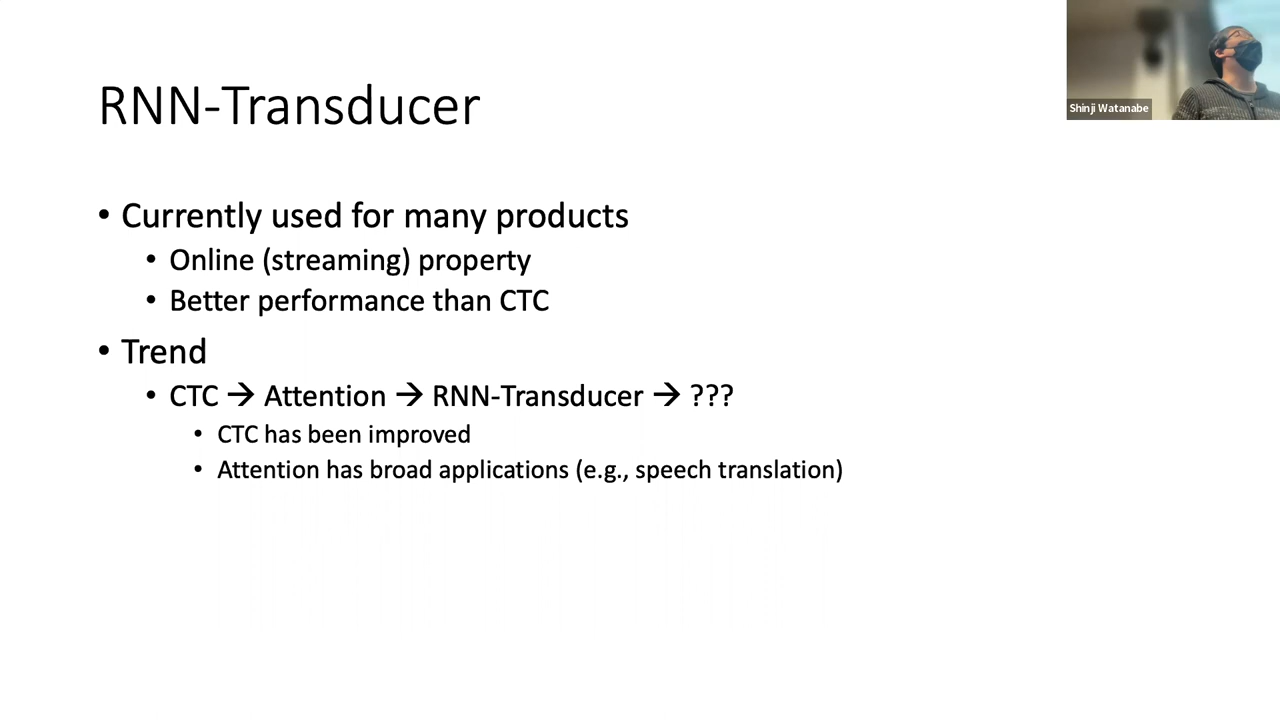 RNN-Transducer
Shinji Watanabe
• Currently used for many products
• Online (streaming) property
• Better performance than CTC
• Trend
• CTC → Attention → RNN-Transducer → ???
• CTC has been improved
• Attention has broad applications (e.g., speech translation)